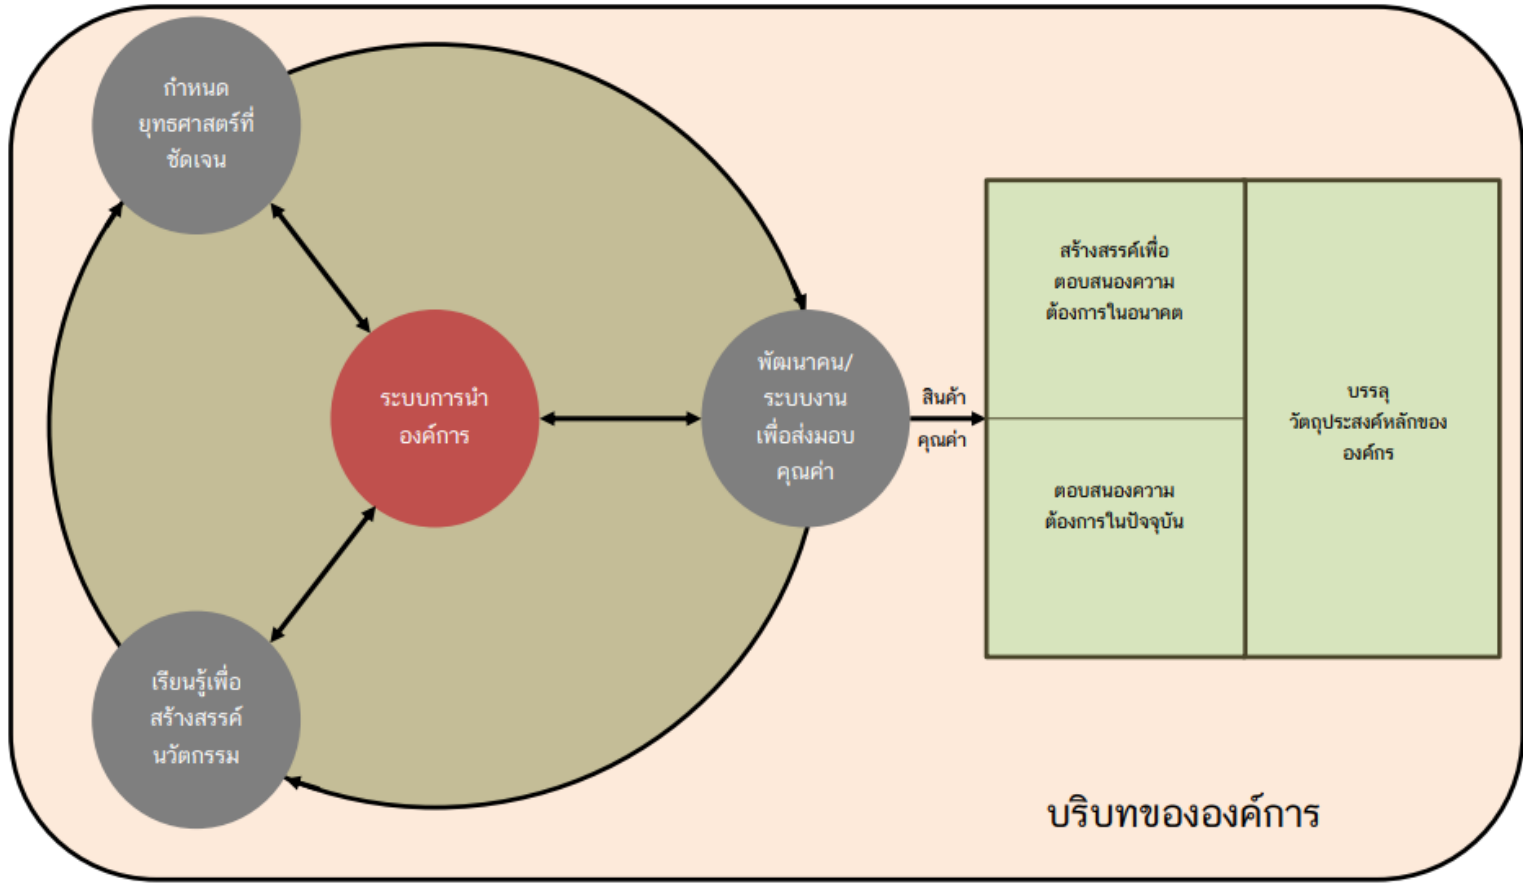 กำหนด
ยุทธศาสตร์ที่
ชัดเจน
ระบบการนำ
องค์การ
พัฒนาคน/
ระบบงาน
เพื่อส่งมอบ
คุณค่า
เรียนรู้เพื่อ
สร้างสรรค์
นวัตกรรม
สินค้า
คุณค่า
สร้างสรรค์เพื่อ
ตอบสนองความ
ต้องการในอนาคต
ตอบสนองความ
ต้องการในปัจจุบัน
บรรลุ
วัตถุประสงค์หลักของ
องค์กร
บริบทขององค์การ